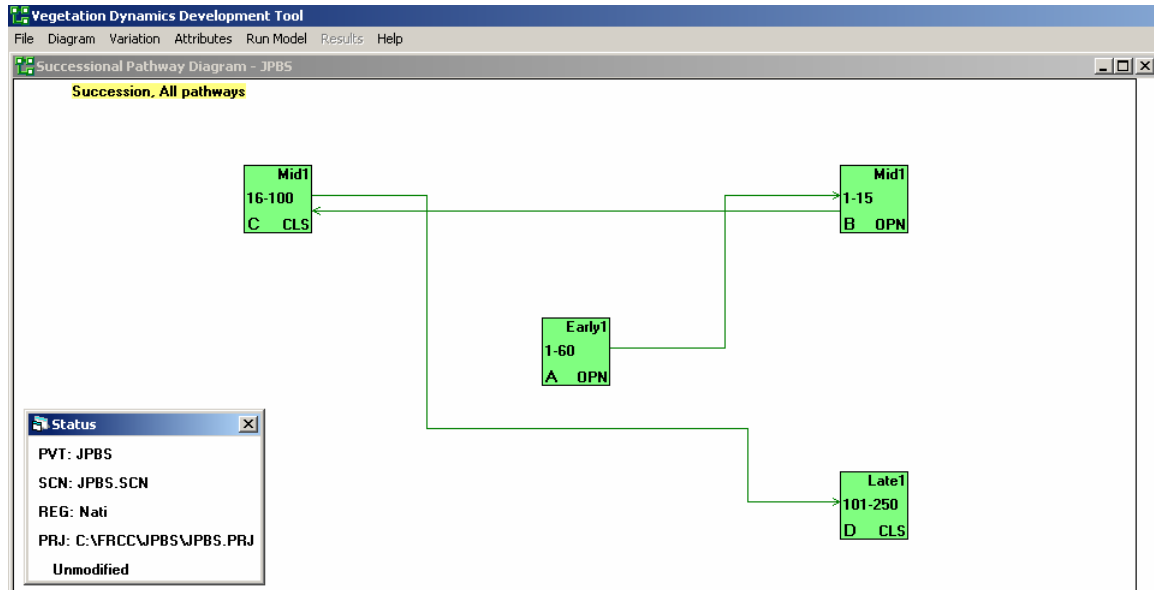 Vegetation Dynamics Development Tool
File Diagram Variation Attributes Run Model Results Help
Successional Pathway Diagram - JPBS
Succession, All pathways
Mid1
16-100
C CLS
Mid1
1-15
B OPN
Early1
1-60
A OPN
Late1
101-250
D CLS
Status
PVT: JPBS
SCN: JPBS.SCN
REG: Nati
PRJ: C:\FRCC\JPBS\JPBS.PRJ
Unmodified